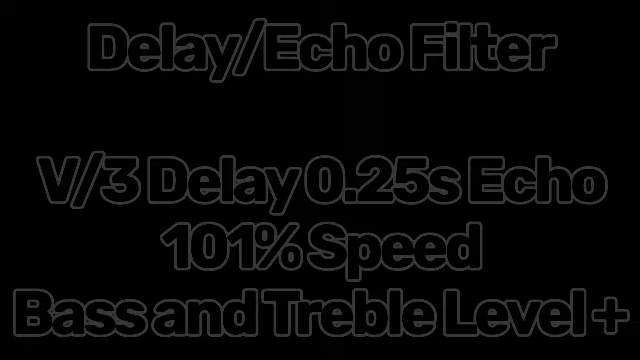 Delay/Echo Filter
V/3 Delay 0.25s Echo
101% Speed
Bass and Treble Level +